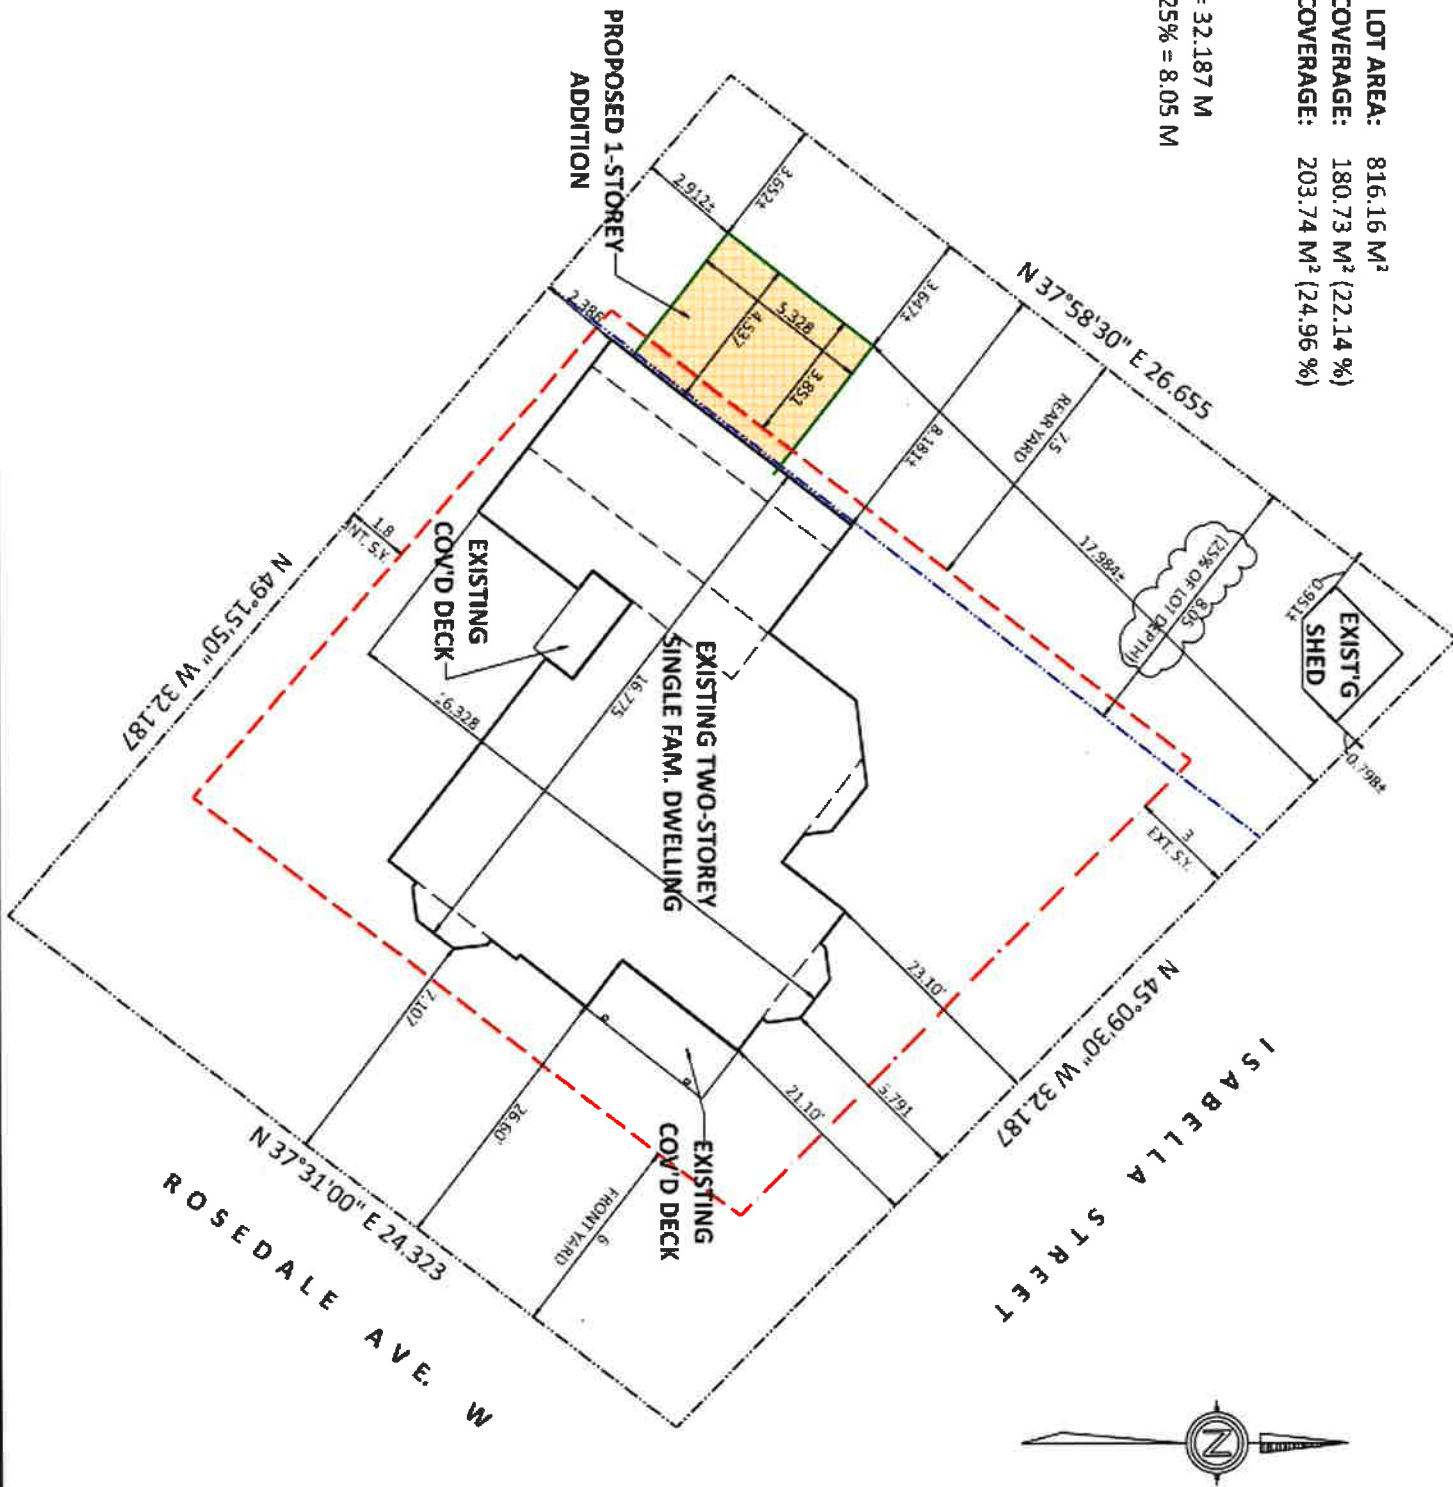 LOT AREA: 816.16 M²
COVERAGE: 180.73 M² (22.14 %)
COVERAGE: 203.74 M² (24.96 %)
= 32.187 M
25% = 8.05 M
PROPOSED 1-STOREY
ADDITION
2.912±
3.652±
3.647±
N 37°58'30" E 26.655
2.386
5.328
4.537
3.851
8.181±
REAR YARD
7.5
17.984±
8.05
(25% OF LOT DEPTH)
0.951±
EXIST'G
SHED
0.798±
3
EXT. S.Y.
1.8
INT. S.Y.
EXISTING
COV'D DECK
N 49°15'50" W 32.187
16.775
EXISTING TWO-STOREY
SINGLE FAM. DWELLING
23.10'
N 45°09'30" W 32.187
ISABELLA STREET
5.791
21.10'
7.107
26.60'
EXISTING
COV'D DECK
FRONT YARD
6
N 37°31'00" E 24.323
ROSEDALE AVE. W
N